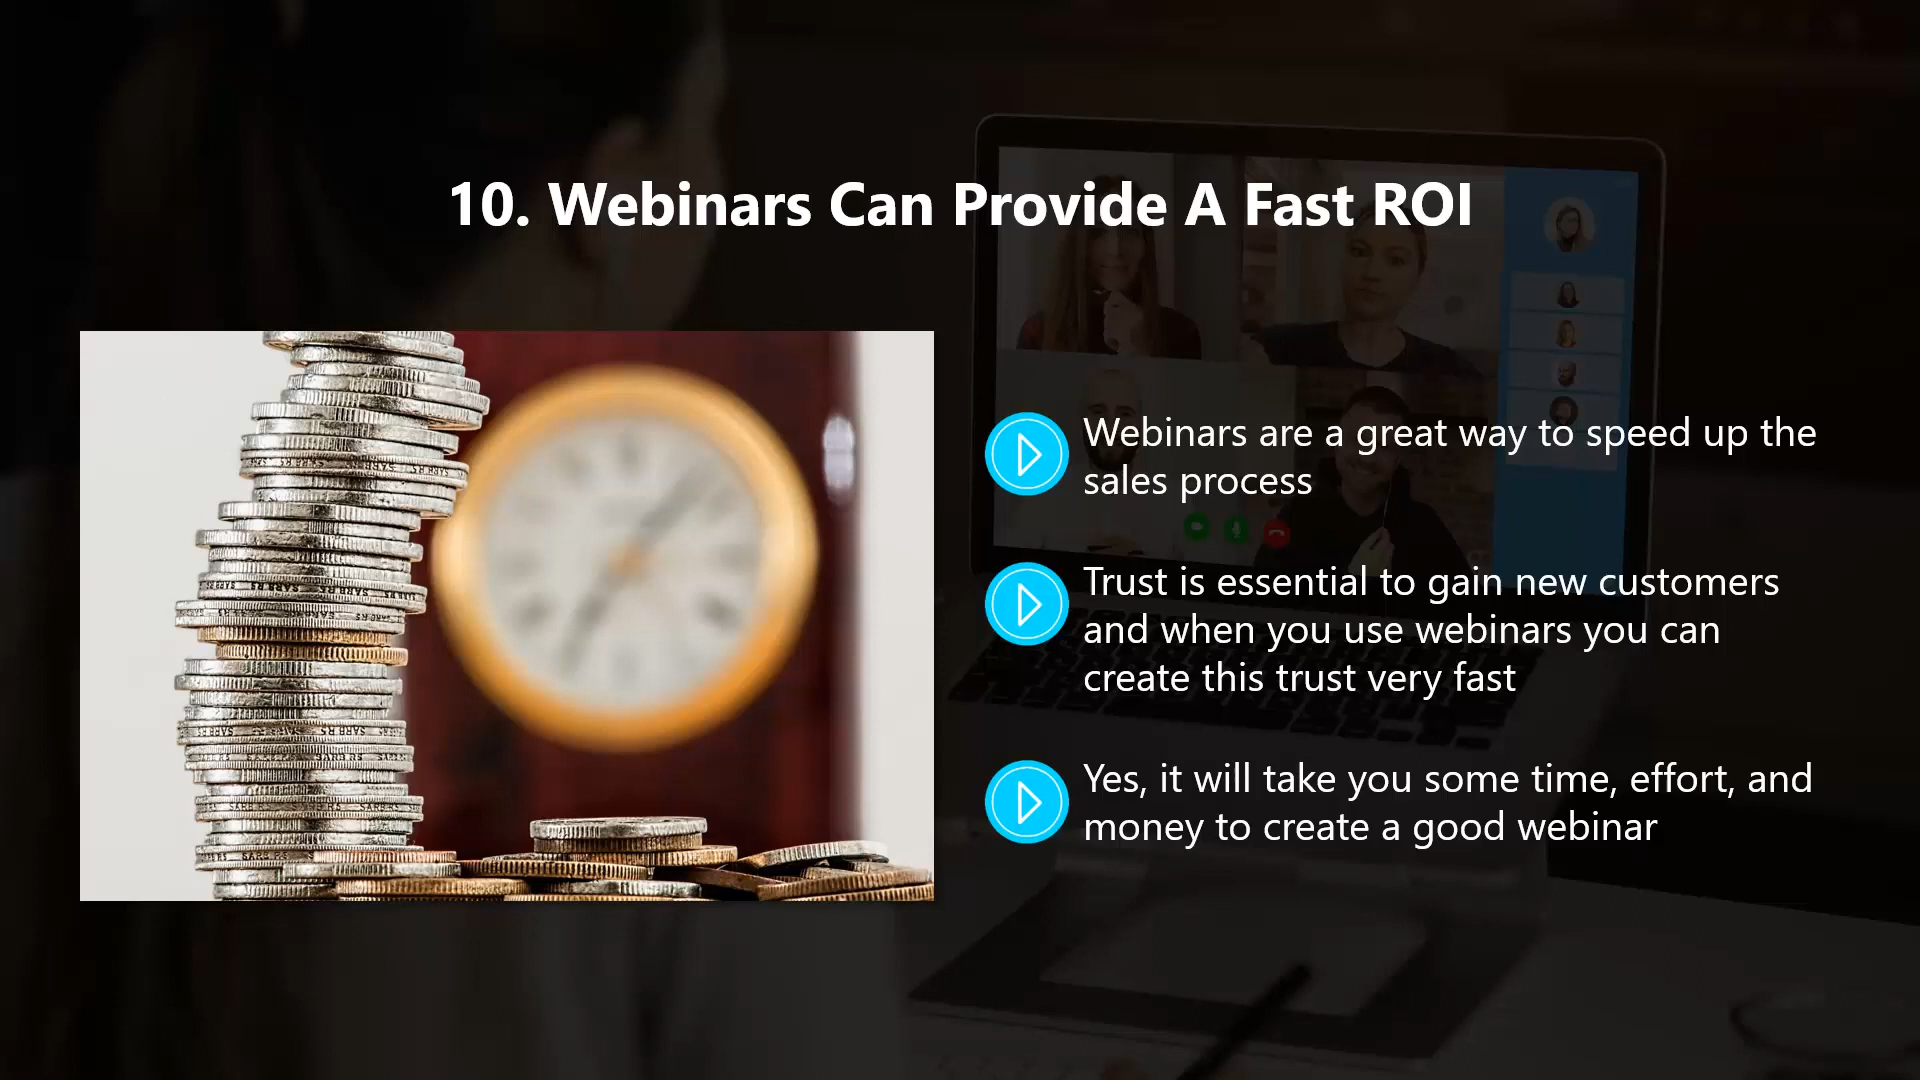 10. Webinars Can Provide A Fast ROI
Webinars are a great way to speed up the
sales process
Trust is essential to gain new customers
and when you use webinars you can
create this trust very fast
Yes, it will take you some time, effort, and
money to create a good webinar